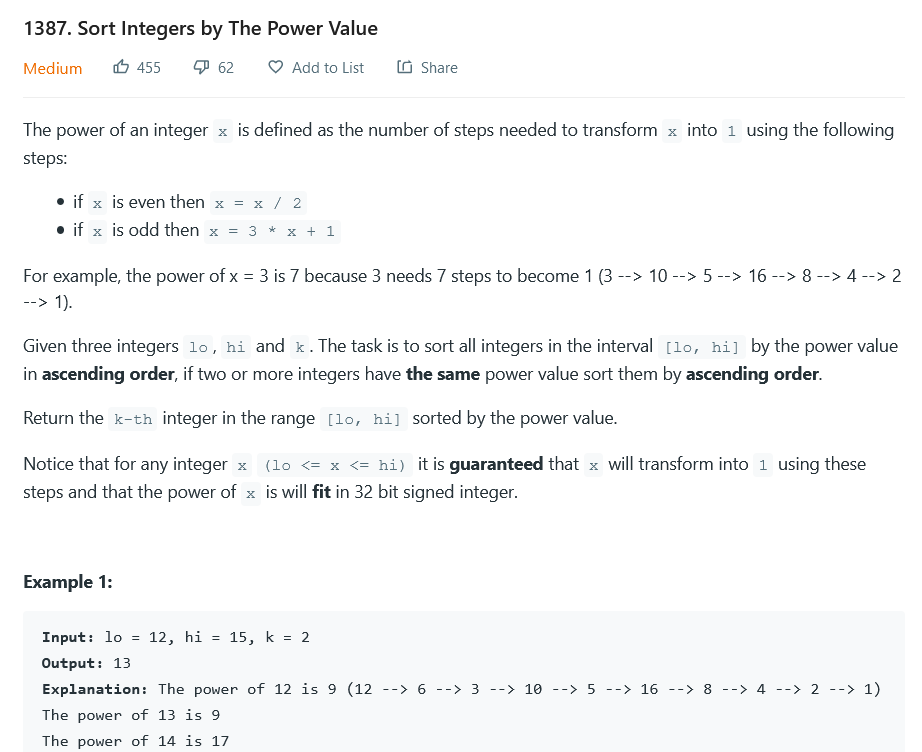 1387. Sort Integers by The Power Value
Medium 455 62 Add to List Share
The power of an integer x is defined as the number of steps needed to transform x into 1 using the following
steps:
• if x is even then x = x / 2
• if x is odd then x = 3 * x + 1
For example, the power of x = 3 is 7 because 3 needs 7 steps to become 1 (3 --> 10 --> 5 --> 16 --> 8 --> 4 --> 2
--> 1).
Given three integers lo, hi and k. The task is to sort all integers in the interval [lo, hi] by the power value
in ascending order, if two or more integers have the same power value sort them by ascending order.
Return the k-th integer in the range [lo, hi] sorted by the power value.
Notice that for any integer x (lo <= x <= hi) it is guaranteed that x will transform into 1 using these
steps and that the power of x is will fit in 32 bit signed integer.
Example 1:
Input: lo = 12, hi = 15, k = 2
Output: 13
Explanation: The power of 12 is 9 (12 --> 6 --> 3 --> 10 --> 5 --> 16 --> 8 --> 4 --> 2 --> 1)
The power of 13 is 9
The power of 14 is 17